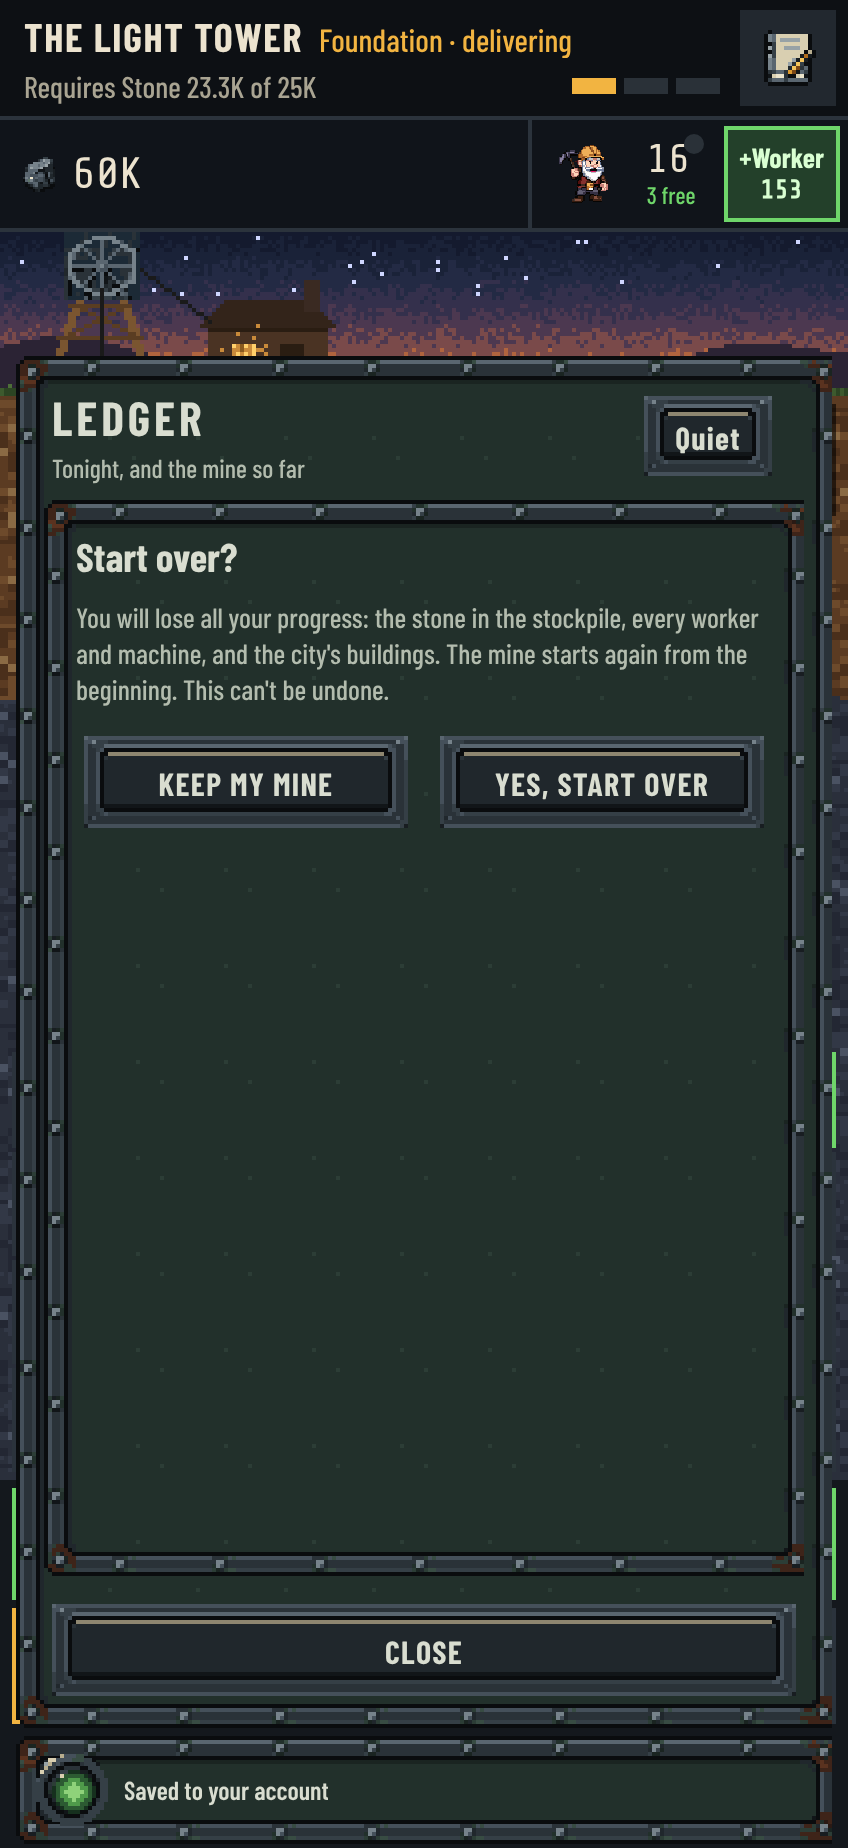 THE LIGHT TOWER Foundation · delivering
Requires Stone 23.3K of 25K
60K
16
3 free
+Worker
153
LEDGER
Tonight, and the mine so far
Quiet
Start over?
You will lose all your progress: the stone in the stockpile, every worker
and machine, and the city's buildings. The mine starts again from the
beginning. This can't be undone.
KEEP MY MINE
YES, START OVER
CLOSE
Saved to your account